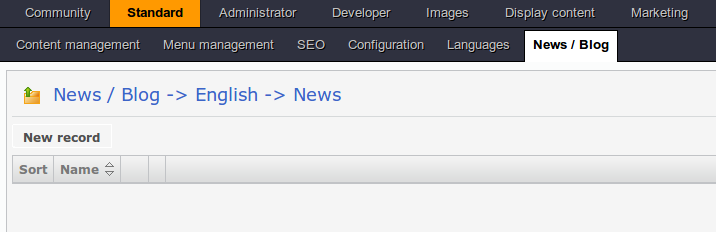 Community Standard Administrator Developer Images Display content Marketing
Content management Menu management SEO Configuration Languages News / Blog
News / Blog -> English -> News
New record
Sort Name